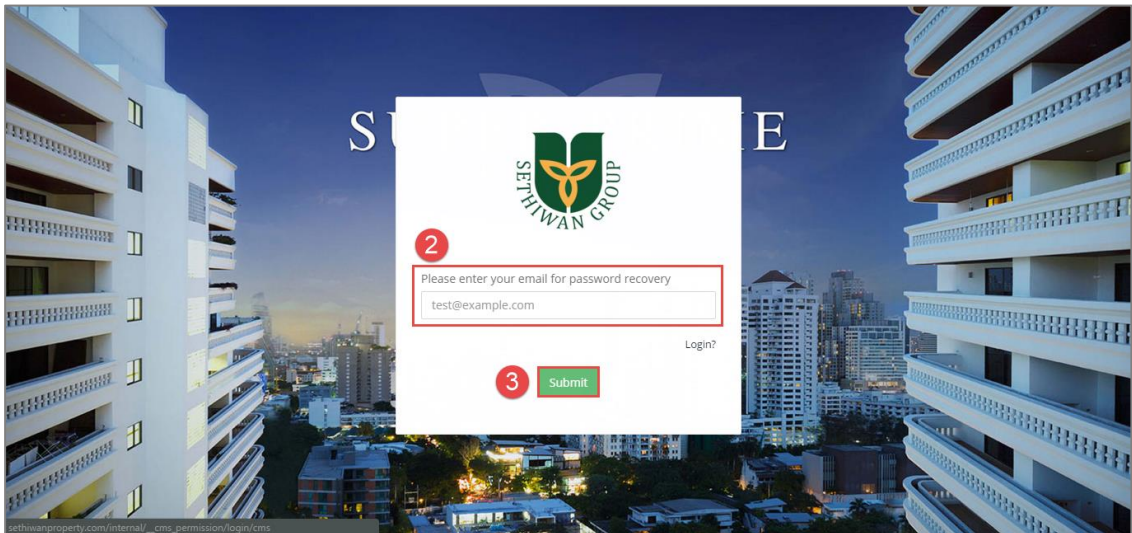 SU
E
SETHIWAN GROUP
2
Please enter your email for password recovery
test@example.com
Login?
3
Submit
sethiwanproperty.com/internal/__cms_permission/login/cms